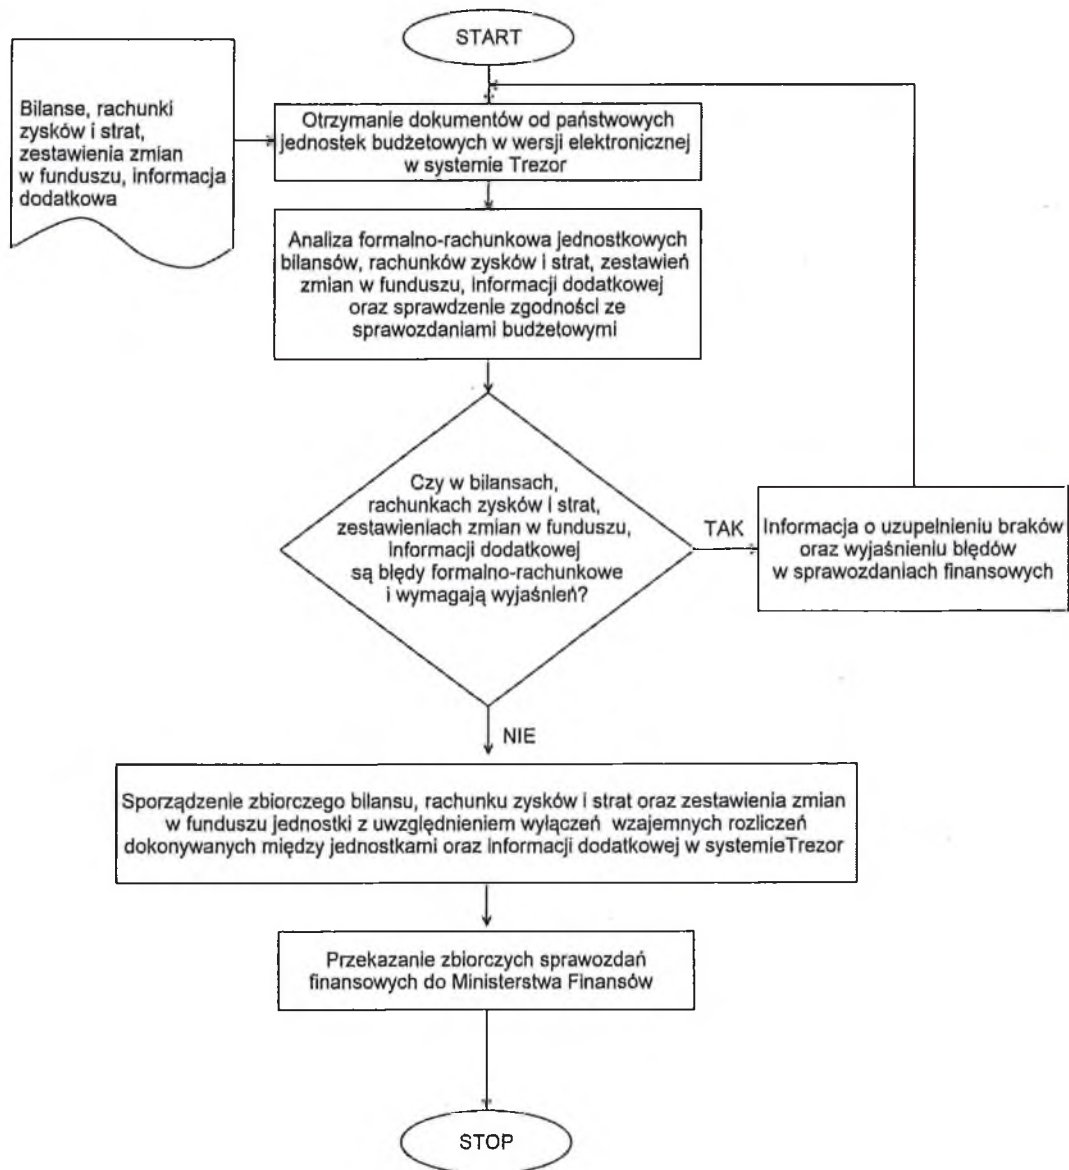 START
Bilanse, rachunki
zysków i strat,
zestawienia zmian
w funduszu, informacja
dodatkowa
Otrzymanie dokumentów od państwowych
jednostek budżetowych w wersji elektronicznej
w systemie Trezor
Analiza formalno-rachunkowa jednostkowych
bilansów, rachunków zysków i strat, zestawień
zmian w funduszu, informacji dodatkowej
oraz sprawdzenie zgodności ze
sprawozdaniami budżetowymi
Czy w bilansach,
rachunkach zysków i strat,
zestawieniach zmian w funduszu,
informacji dodatkowej
są błędy formalno-rachunkowe
i wymagają wyjaśnień?
TAK
Informacja o uzupełnieniu braków
oraz wyjaśnieniu błędów
w sprawozdaniach finansowych
NIE
Sporządzenie zbiorczego bilansu, rachunku zysków i strat oraz zestawienia zmian
w funduszu jednostki z uwzględnieniem wyłączeń wzajemnych rozliczeń
dokonywanych między jednostkami oraz informacji dodatkowej w systemieTrezor
Przekazanie zbiorczych sprawozdań
finansowych do Ministerstwa Finansów
STOP